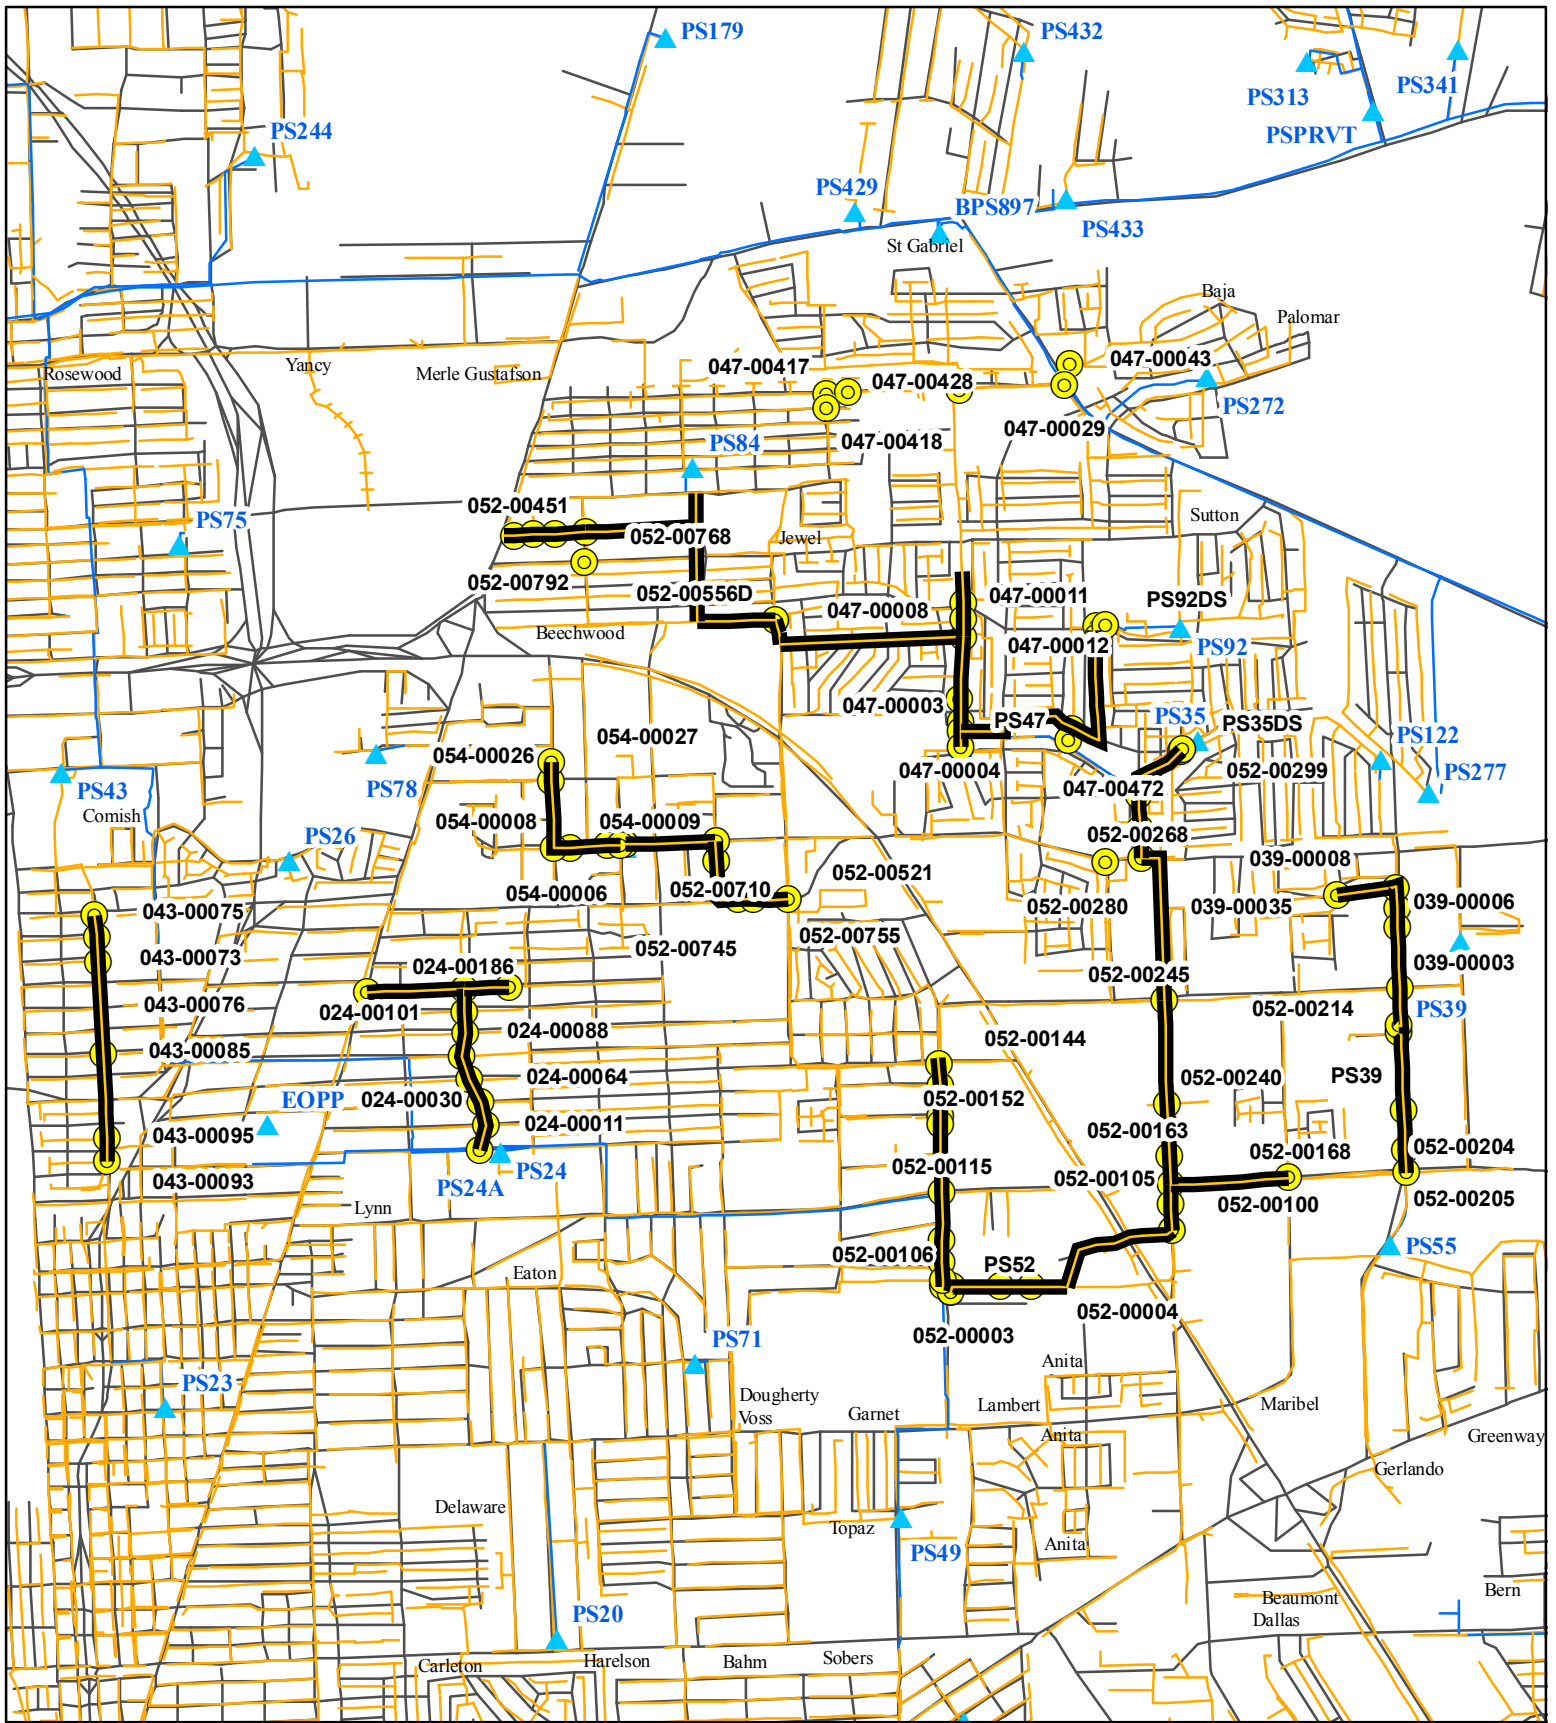 PS179
PS432
PS313
PS341
PSPRVT
PS244
PS429
BPS897
PS433
St Gabriel
Baja
Palomar
Rosewood
Yancy
Merle Gustafson
047-00417
047-00428
047-00043
PS272
047-00029
047-00418
PS84
052-00451
PS75
052-00768
Jewel
Sutton
052-00792
052-00556D
047-00008
047-00011
PS92DS
Beechwood
047-00012
PS92
047-00003
PS47
PS35
PS35DS
054-00027
054-00026
PS122
047-00004
052-00299
PS277
PS43
PS78
047-00472
Comish
054-00008
054-00009
PS26
052-00268
039-00008
052-00521
054-00006
052-00710
043-00075
052-00280
039-00035
039-00006
052-00755
052-00745
043-00073
024-00186
039-00003
052-00245
043-00076
024-00101
052-00214
PS39
024-00088
052-00144
043-00085
024-00064
052-00240
PS39
EOPP
024-00030
052-00152
024-00011
043-00095
052-00163
052-00168
052-00204
052-00115
PS24
043-00093
PS24A
052-00105
052-00100
052-00205
Lynn
PS55
052-00106
PS52
Eaton
052-00004
052-00003
PS71
Anita
PS23
Dougherty
Voss
Garnet
Lambert
Maribel
Anita
Greenway
Gerlando
Delaware
Topaz
Anita
PS49
Bern
Beaumont
PS20
Dallas
Carleton
Harelson
Bahm
Sobers